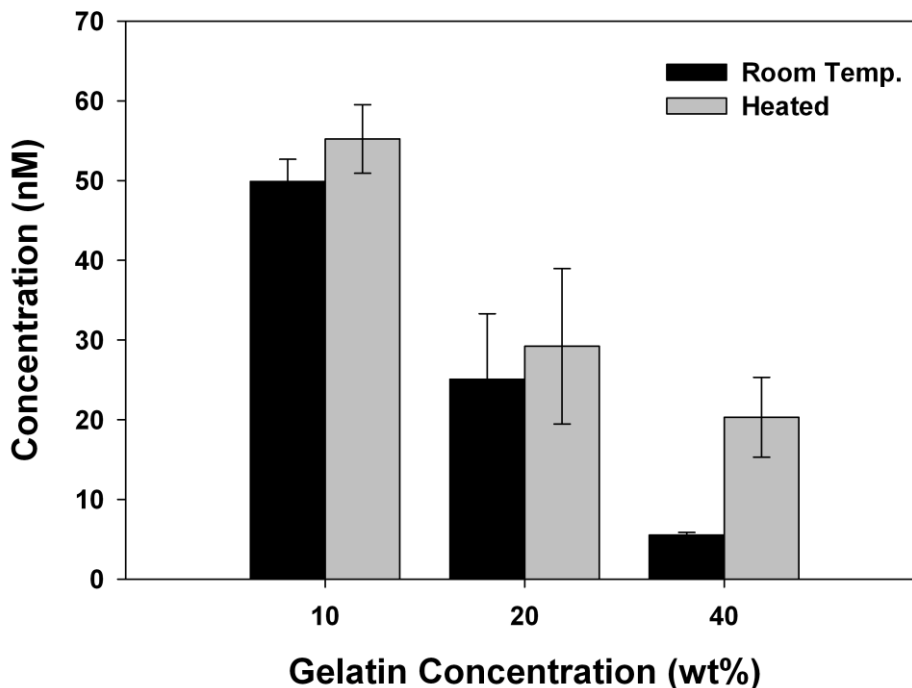 70
60
50
40
30
20
10
0
Concentration (nM)
Room Temp.
Heated
10 20 40
Gelatin Concentration (wt%)